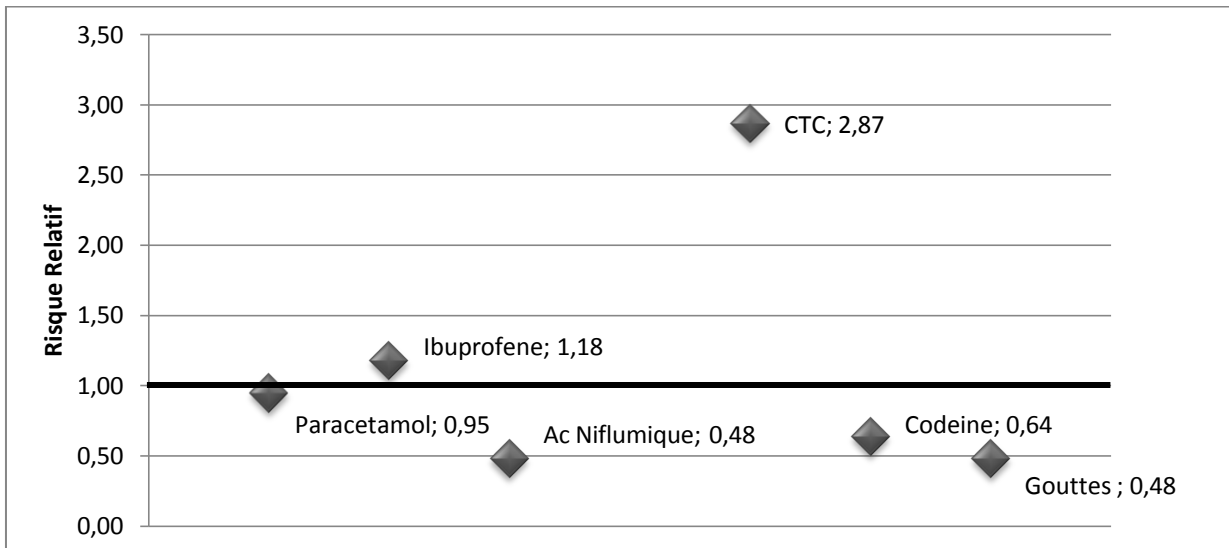 3,50
3,00
2,50
2,00
1,50
1,00
0,50
0,00
Risque Relatif
CTC; 2,87
Ibuprofene; 1,18
Paracetamol; 0,95
Ac Niflumique; 0,48
Codeine; 0,64
Gouttes ; 0,48